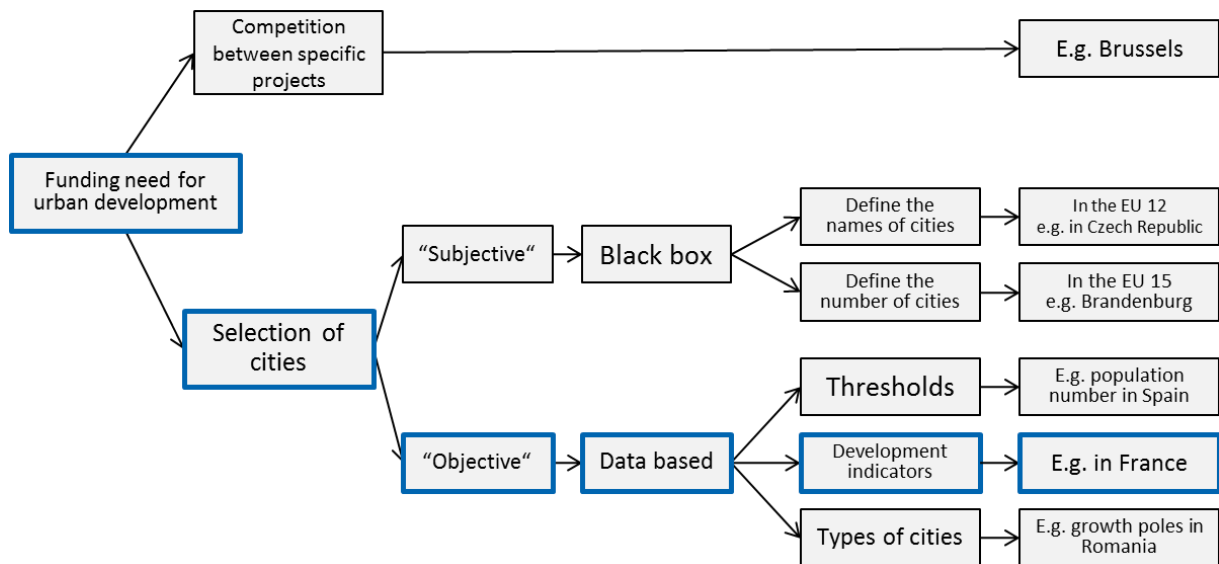 Competition
between specific
projects
E.g. Brussels
Funding need for
urban development
Define the
names of cities
In the EU 12
e.g. in Czech Republic
“Subjective“
Black box
Define the
number of cities
In the EU 15
e.g. Brandenburg
Selection of
cities
Thresholds
E.g. population
number in Spain
“Objective“
Data based
Development
indicators
E.g. in France
Types of cities
E.g. growth poles in
Romania